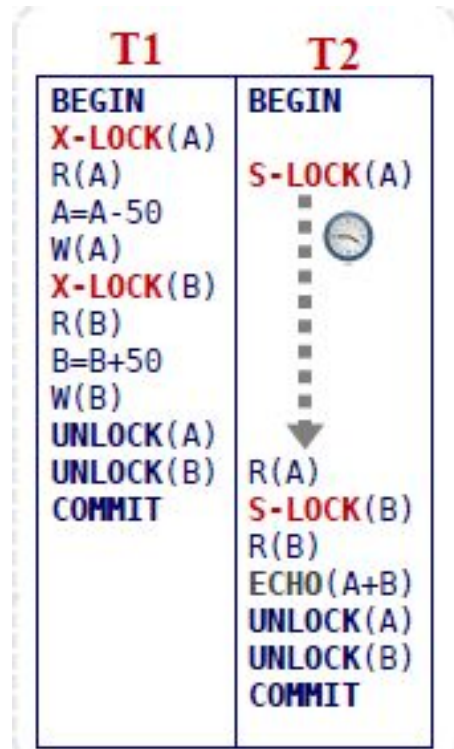 T1
T2
BEGIN
X-LOCK(A)
R(A)
A=A-50
W(A)
X-LOCK(B)
R(B)
B=B+50
W(B)
UNLOCK(A)
UNLOCK(B)
COMMIT
BEGIN
S-LOCK(A)
R(A)
S-LOCK(B)
R(B)
ECHO(A+B)
UNLOCK(A)
UNLOCK(B)
COMMIT